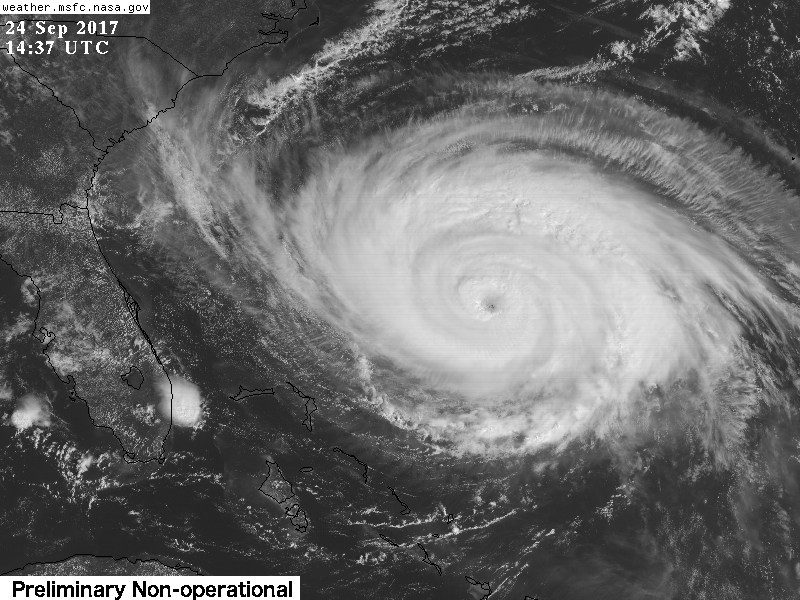 weather.msfc.nasa.gov
24 Sep 2017
14:37 UTC
Preliminary Non-operational